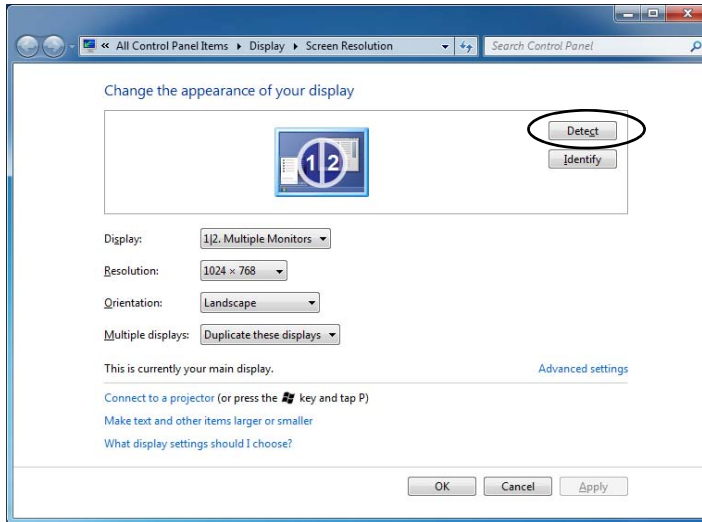 « All Control Panel Items ▸ Display ▸ Screen Resolution
Search Control Panel
Change the appearance of your display
Detect
1|2
Identify
Display: 1|2. Multiple Monitors
Resolution: 1024 × 768
Orientation: Landscape
Multiple displays: Duplicate these displays
This is currently your main display. Advanced settings
Connect to a projector (or press the key and tap P)
Make text and other items larger or smaller
What display settings should I choose?
OK Cancel Apply